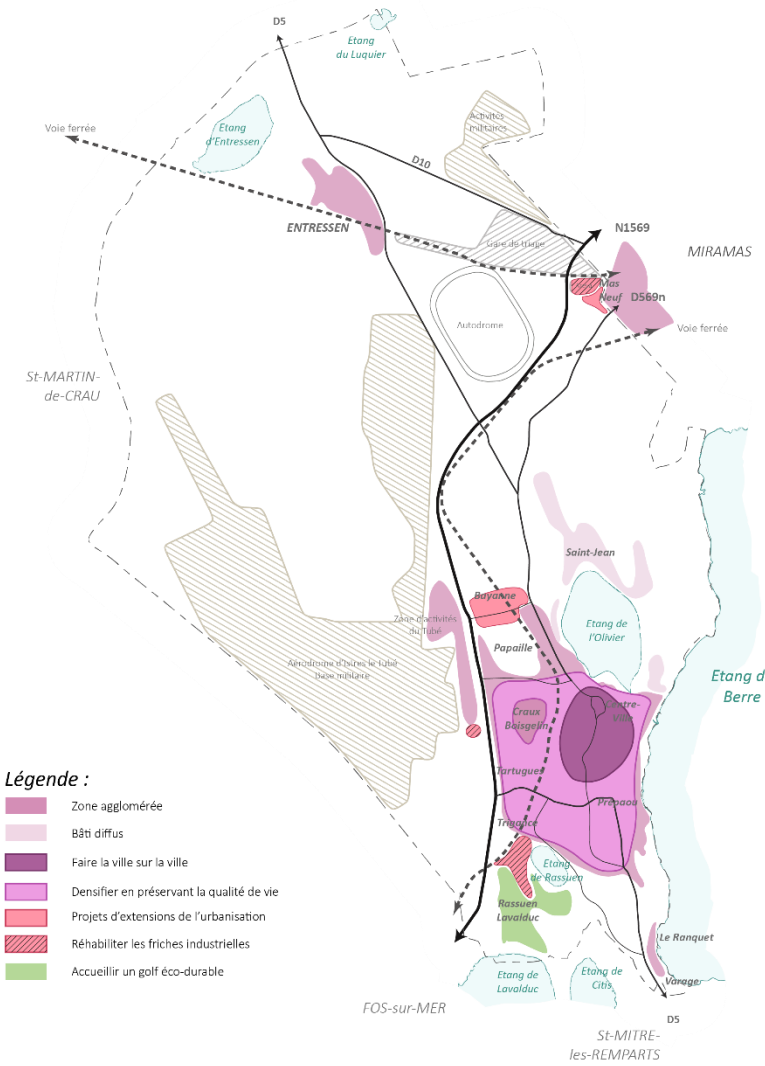 D5
Etang
du Luquier
Activités
militaires
Voie ferrée
Etang
d'Entressen
D10
ENTRESSEN
N1569
Gare de triage
MIRAMAS
Mas
Neuf
D569n
Autodrome
Voie ferrée
St-MARTIN-
de-CRAU
Saint-Jean
Bayanne
Zone d'activités
du Tubé
Etang de
l'Olivier
Papaille
Aérodrome d'Istres le Tubé
Base militaire
Etang d
Berre
Craux
Boisgelin
Centre-
Ville
Tartugues
Prepaou
Trigance
Légende :
Zone agglomérée
Bâti diffus
Faire la ville sur la ville
Densifier en préservant la qualité de vie
Projets d'extensions de l'urbanisation
Réhabiliter les friches industrielles
Accueillir un golf éco-durable
Etang
de Rassuen
Rassuen
Lavalduc
Le Ranquet
Etang de
Lavalduc
Etang de
Citis
Varage
FOS-sur-MER
D5
St-MITRE-
les-REMPARTS